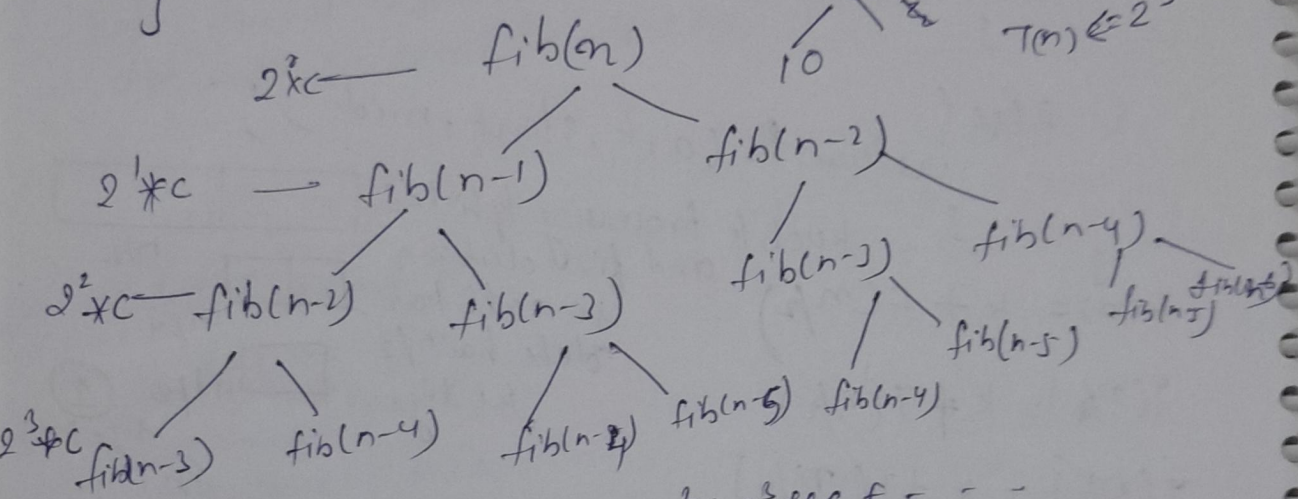 fib(n)
2°*c
10
T(n) <= 2
fib(n-2)
2¹*c
fib(n-1)
fib(n-4)
fib(n-3)
2²*c
fib(n-2)
fib(n-3)
fib(n-5)
fib(n-5)
2³*c
fib(n-3)
fib(n-4)
fib(n-4)
fib(n-5)
fib(n-4)